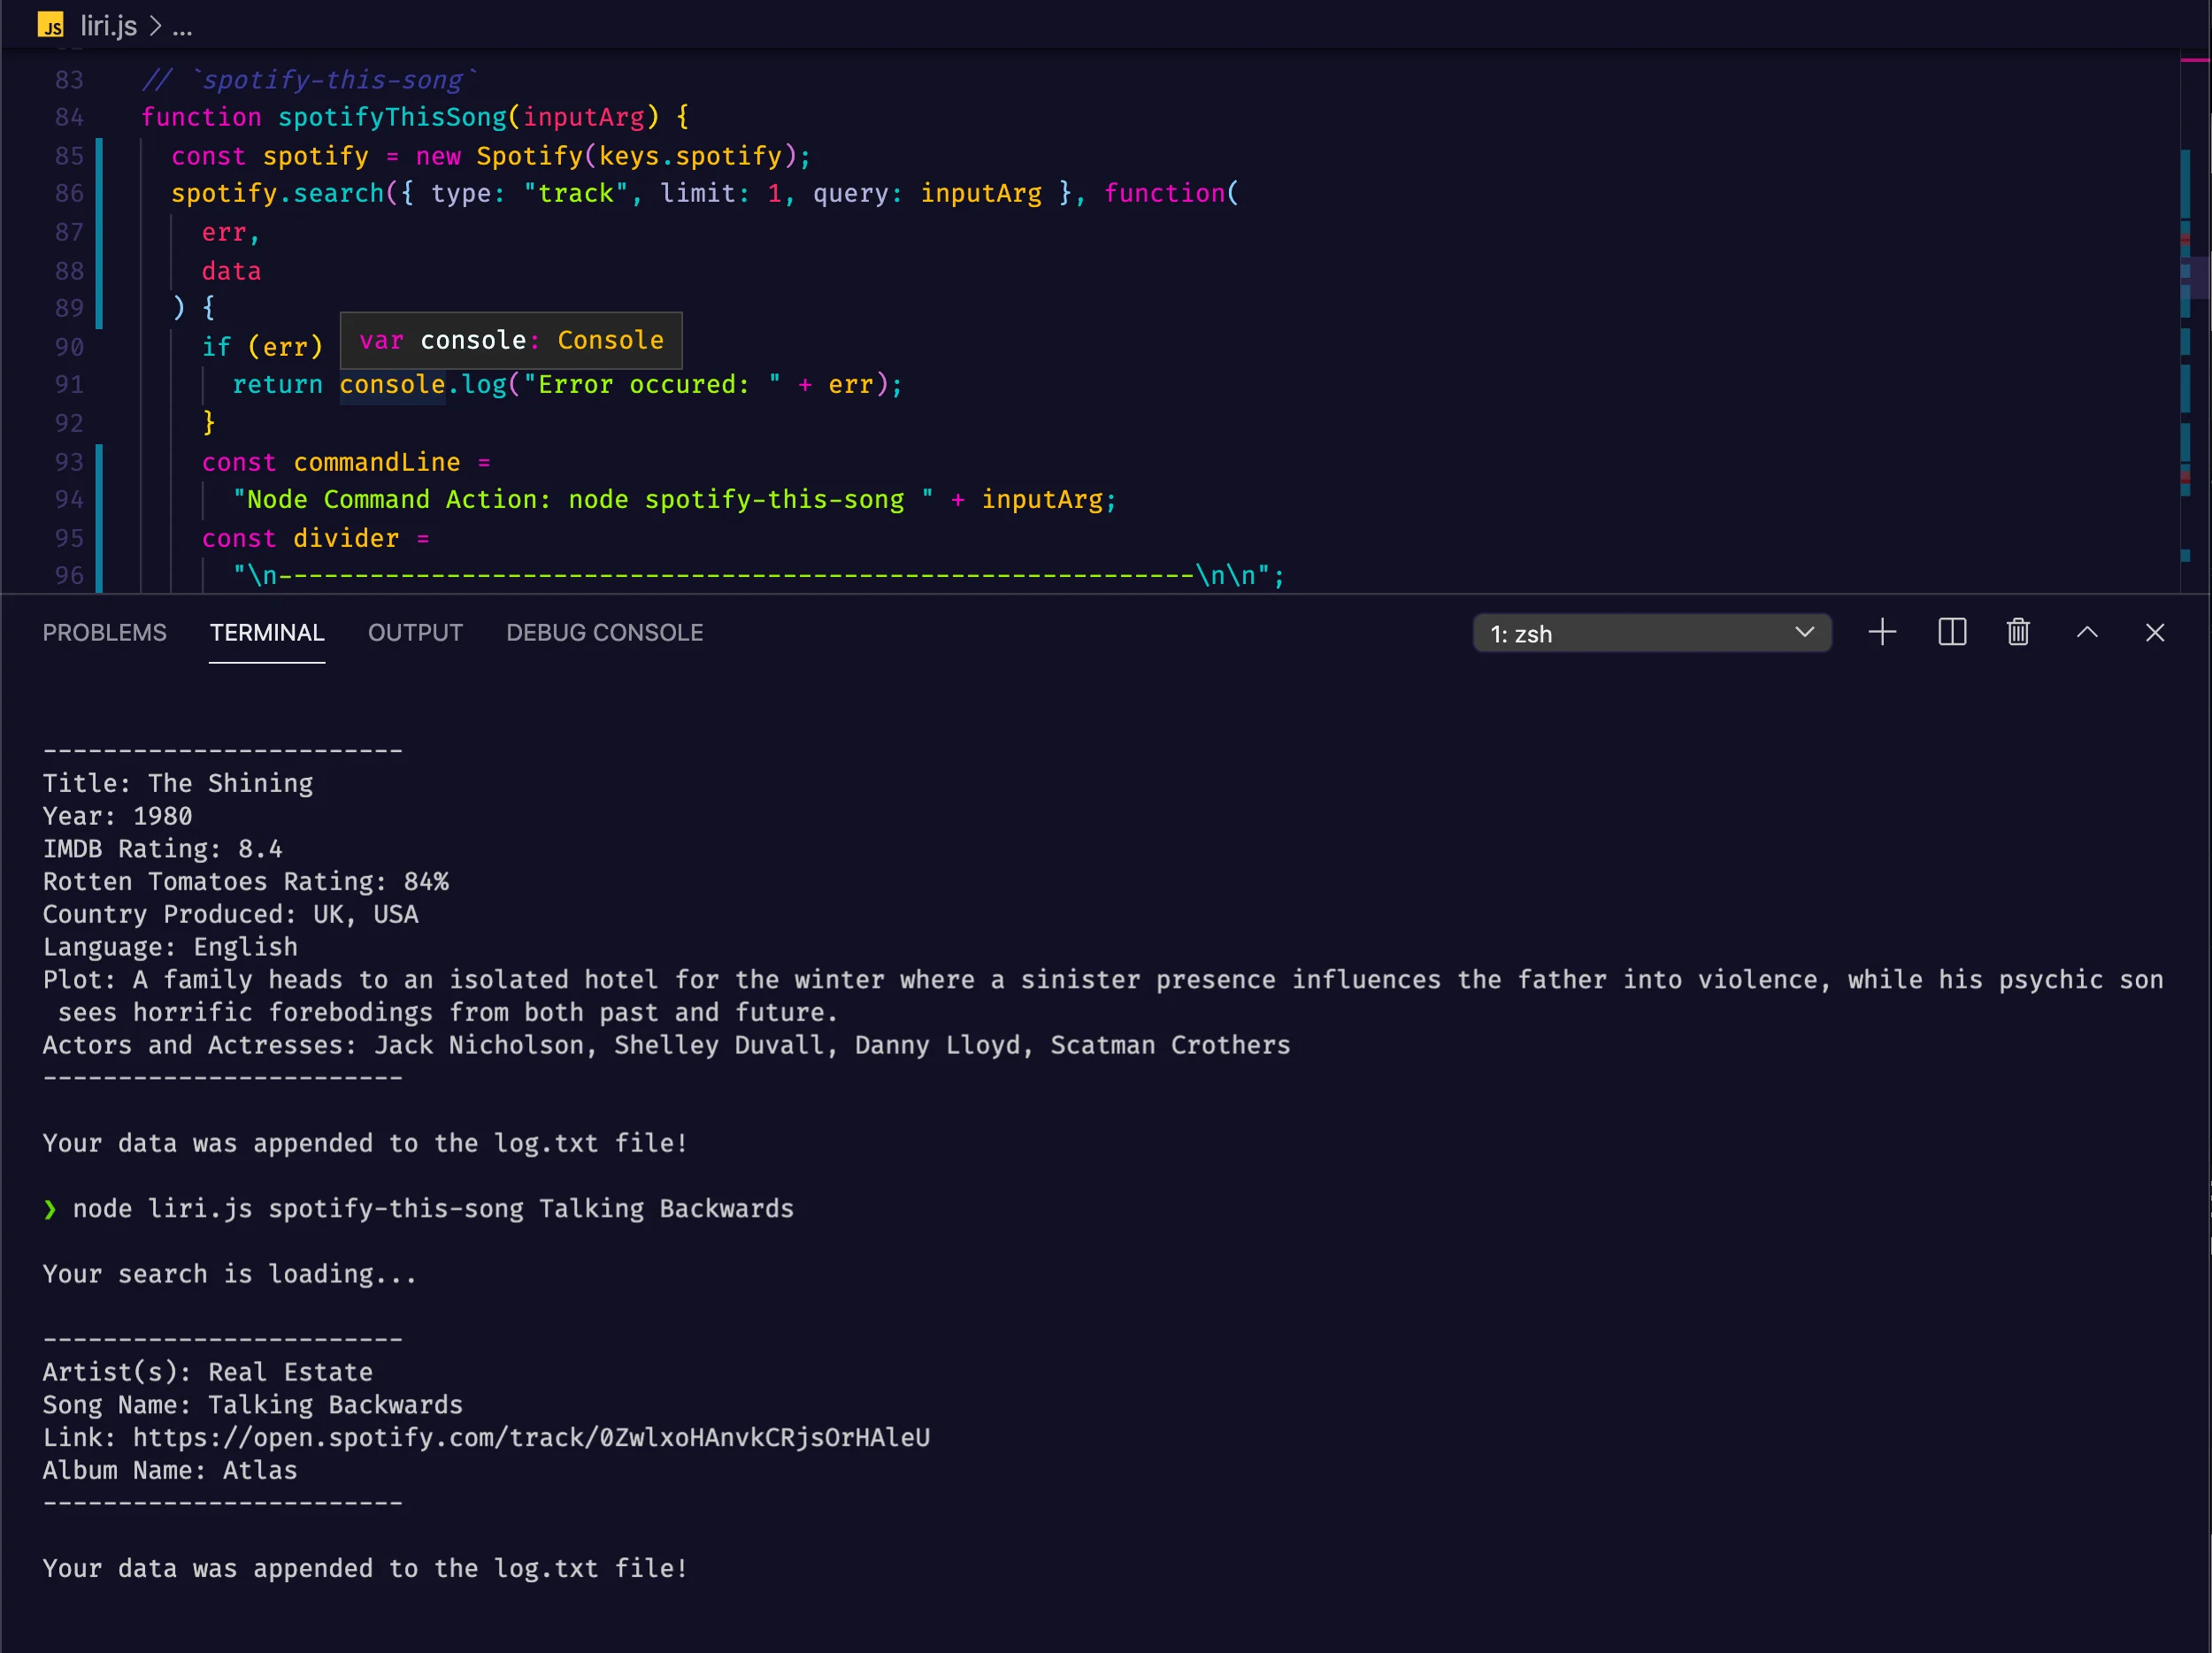 JS liri.js > ...
83 // `spotify-this-song`
84 function spotifyThisSong(inputArg) {
85 const spotify = new Spotify(keys.spotify);
86 spotify.search({ type: "track", limit: 1, query: inputArg }, function(
87 err,
88 data
89 ) {
var console: Console
90 if (err)
91 return console.log("Error occured: " + err);
92 }
93 const commandLine =
94 "Node Command Action: node spotify-this-song " + inputArg;
95 const divider =
96 "\n------------------------------------------------------------\n\n";
PROBLEMS TERMINAL OUTPUT DEBUG CONSOLE 1: zsh
------------------------
Title: The Shining
Year: 1980
IMDB Rating: 8.4
Rotten Tomatoes Rating: 84%
Country Produced: UK, USA
Language: English
Plot: A family heads to an isolated hotel for the winter where a sinister presence influences the father into violence, while his psychic son
sees horrific forebodings from both past and future.
Actors and Actresses: Jack Nicholson, Shelley Duvall, Danny Lloyd, Scatman Crothers
------------------------
Your data was appended to the log.txt file!
❯ node liri.js spotify-this-song Talking Backwards
Your search is loading...
------------------------
Artist(s): Real Estate
Song Name: Talking Backwards
Link: https://open.spotify.com/track/0ZwlxoHAnvkCRjsOrHAleU
Album Name: Atlas
------------------------
Your data was appended to the log.txt file!